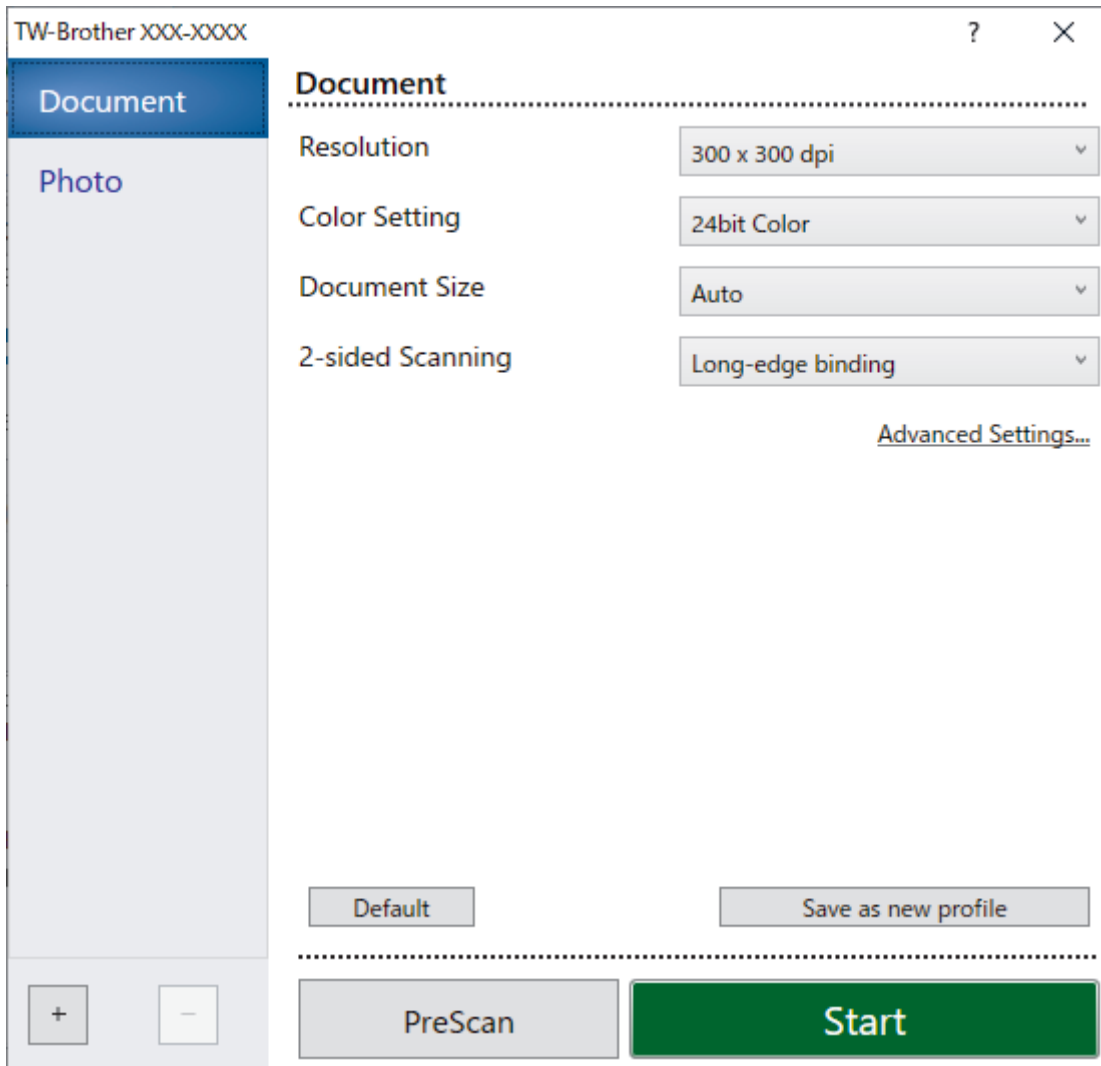 TW-Brother XXX-XXXX ?
Document
Photo
Document
Resolution 300 x 300 dpi
Color Setting 24bit Color
Document Size Auto
2-sided Scanning Long-edge binding
Advanced Settings...
Default Save as new profile
+ − PreScan Start